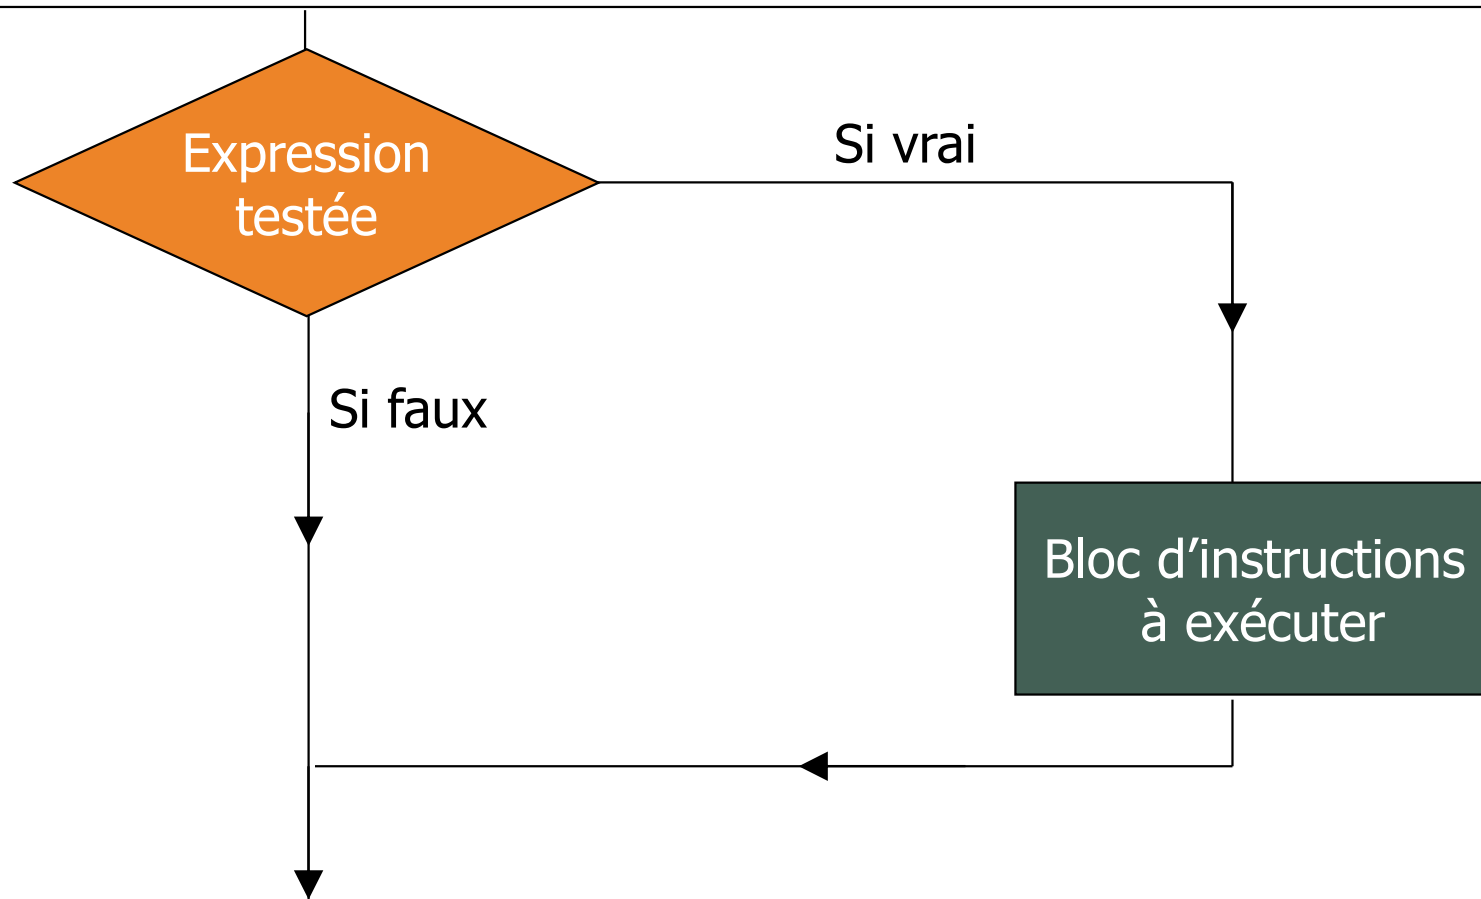 Expression
testée
Si vrai
Si faux
Bloc d’instructions
à exécuter